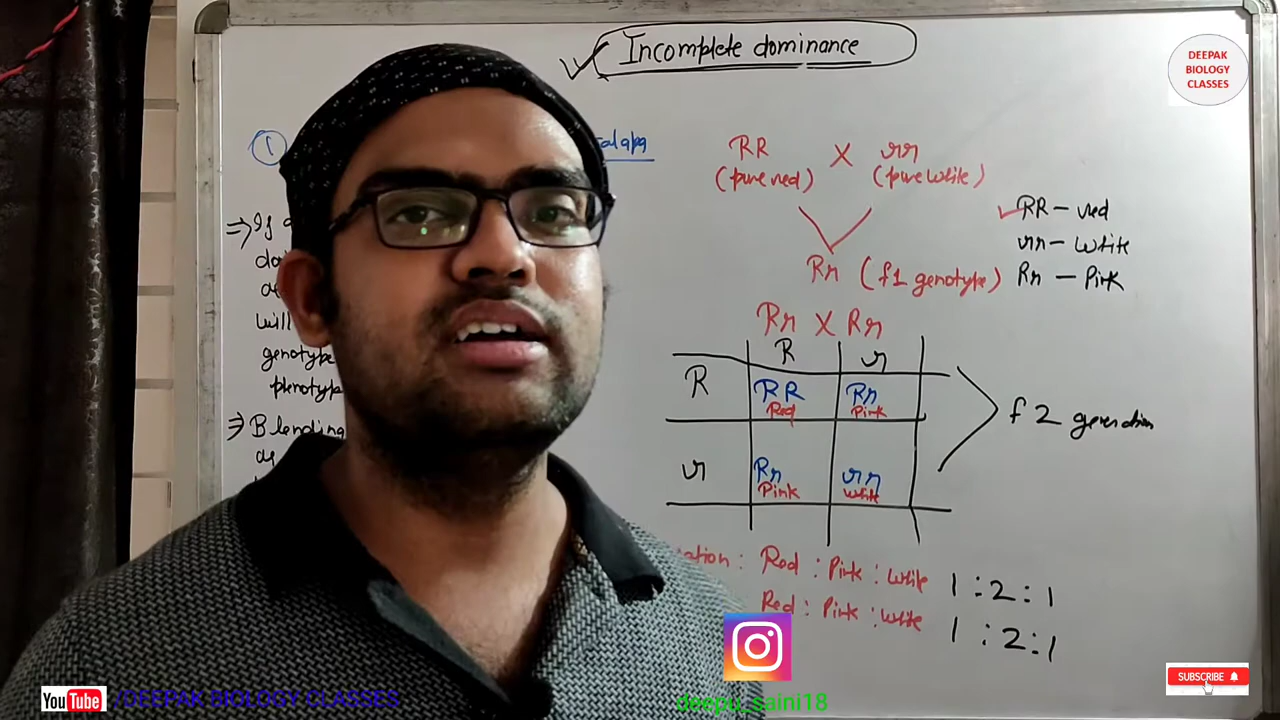 Incomplete dominance
DEEPAK
BIOLOGY
CLASSES
1
RR X rr
(pure red) (pure white)
RR - red
rr - White
Rr - Pink
Rr (f1 genotype)
Rr X Rr
R r
R RR Rr
Red Pink
r Rr rr
Pink White
f2 generation
will
genotype
phenotype
Blending
Red : Pink : White 1 : 2 : 1
Red : Pink : White 1 : 2 : 1
SUBSCRIBE
YouTube /DEEPAK BIOLOGY CLASSES
deepu_saini18